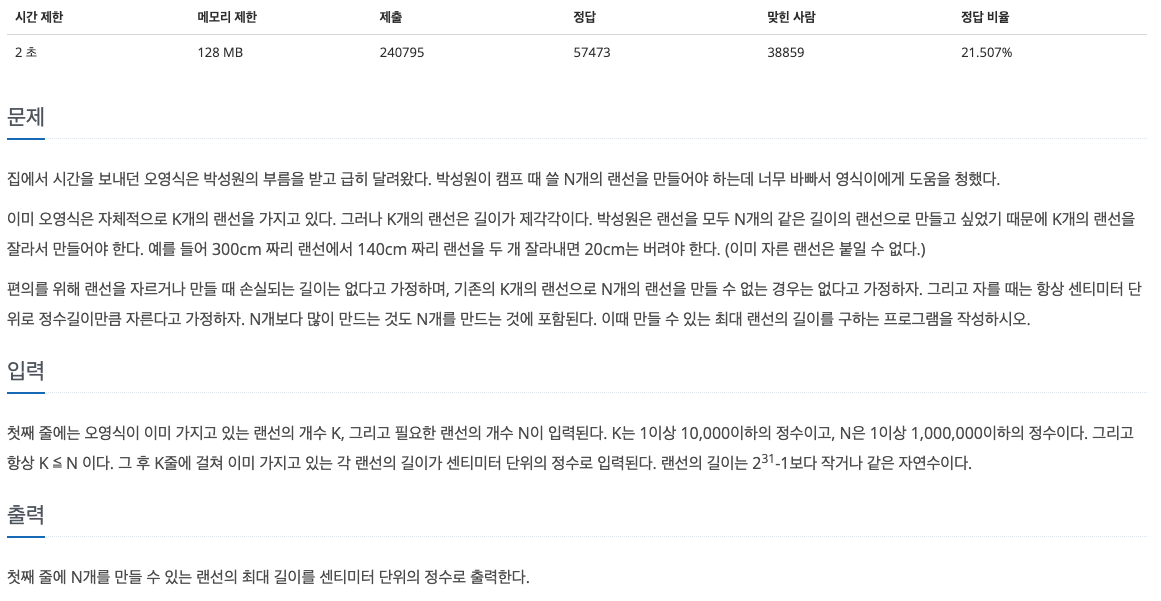 시간 제한 메모리 제한 제출 정답 맞힌 사람 정답 비율
2 초 128 MB 240795 57473 38859 21.507%
문제
집에서 시간을 보내던 오영식은 박성원의 부름을 받고 급히 달려왔다. 박성원이 캠프 때 쓸 N개의 랜선을 만들어야 하는데 너무 바빠서 영식이에게 도움을 청했다.
이미 오영식은 자체적으로 K개의 랜선을 가지고 있다. 그러나 K개의 랜선은 길이가 제각각이다. 박성원은 랜선을 모두 N개의 같은 길이의 랜선으로 만들고 싶었기 때문에 K개의 랜선을
잘라서 만들어야 한다. 예를 들어 300cm 짜리 랜선에서 140cm 짜리 랜선을 두 개 잘라내면 20cm는 버려야 한다. (이미 자른 랜선은 붙일 수 없다.)
편의를 위해 랜선을 자르거나 만들 때 손실되는 길이는 없다고 가정하며, 기존의 K개의 랜선으로 N개의 랜선을 만들 수 없는 경우는 없다고 가정하자. 그리고 자를 때는 항상 센티미터 단
위로 정수길이만큼 자른다고 가정하자. N개보다 많이 만드는 것도 N개를 만드는 것에 포함된다. 이때 만들 수 있는 최대 랜선의 길이를 구하는 프로그램을 작성하시오.
입력
첫째 줄에는 오영식이 이미 가지고 있는 랜선의 개수 K, 그리고 필요한 랜선의 개수 N이 입력된다. K는 1이상 10,000이하의 정수이고, N은 1이상 1,000,000이하의 정수이다. 그리고
항상 K ≦ N 이다. 그 후 K줄에 걸쳐 이미 가지고 있는 각 랜선의 길이가 센티미터 단위의 정수로 입력된다. 랜선의 길이는 2³¹-1보다 작거나 같은 자연수이다.
출력
첫째 줄에 N개를 만들 수 있는 랜선의 최대 길이를 센티미터 단위의 정수로 출력한다.